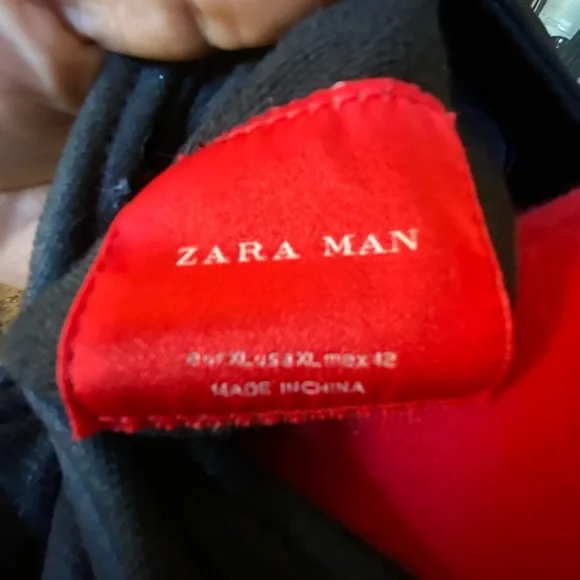 ZARA MAN
eur XL usa XL mex 42
MADE IN CHINA